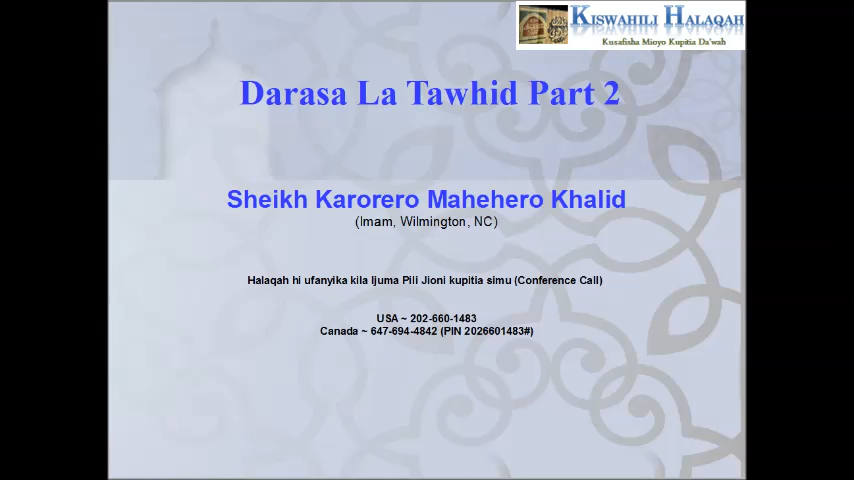 KISWAHILI HALAQAH
Kusafisha Mioyo Kupitia Da'wah
Darasa La Tawhid Part 2
Sheikh Karorero Mahehero Khalid
(Imam, Wilmington, NC)
Halaqah hi ufanyika kila Ijuma Pili Jioni kupitia simu (Conference Call)
USA ~ 202-660-1483
Canada ~ 647-694-4842 (PIN 2026601483#)